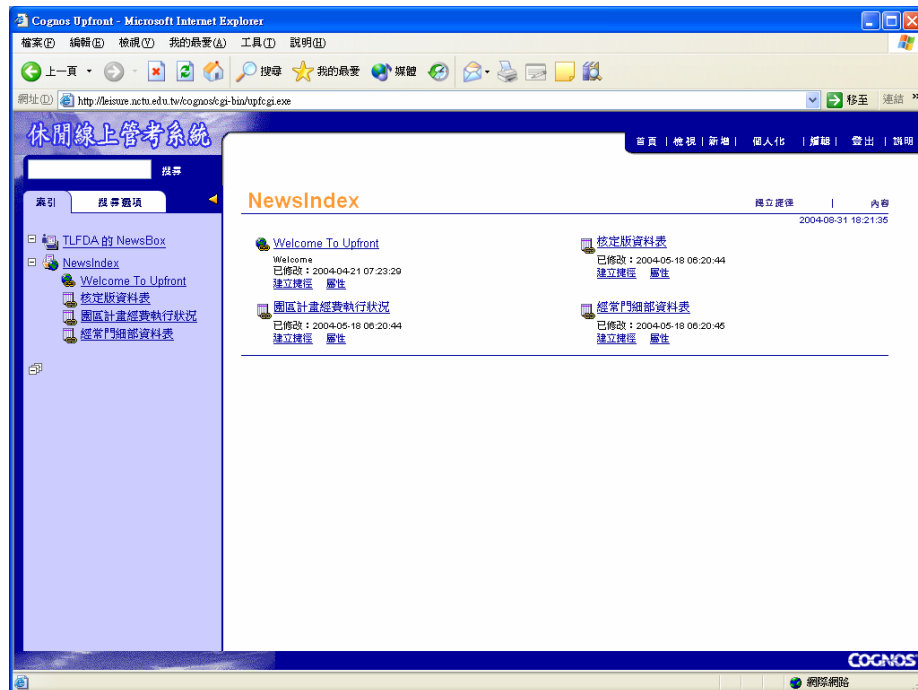 Cognos Upfront - Microsoft Internet Explorer
檔案(F) 編輯(E) 檢視(V) 我的最愛(A) 工具(T) 說明(H)
上一頁 搜尋 我的最愛 媒體
網址(D) http://leisure.nctu.edu.tw/cognos/cgi-bin/upfcgi.exe 移至 連結 »
休閒線上管考系統
首頁 | 檢視 | 新增 | 個人化 | 編輯 | 登出 | 說明
搜尋
索引 搜尋選項
NewsIndex
建立捷徑 | 內容
2004-08-31 18:21:35
TLFDA 的 NewsBox
NewsIndex
Welcome To Upfront
核定版資料表
園區計畫經費執行狀況
經常門細部資料表
Welcome To Upfront
Welcome
已修改：2004-04-21 07:23:29
建立捷徑 屬性
核定版資料表
已修改：2004-05-18 06:20:44
建立捷徑 屬性
園區計畫經費執行狀況
已修改：2004-05-18 06:20:44
建立捷徑 屬性
經常門細部資料表
已修改：2004-05-18 06:20:45
建立捷徑 屬性
COGNOS
網際網路